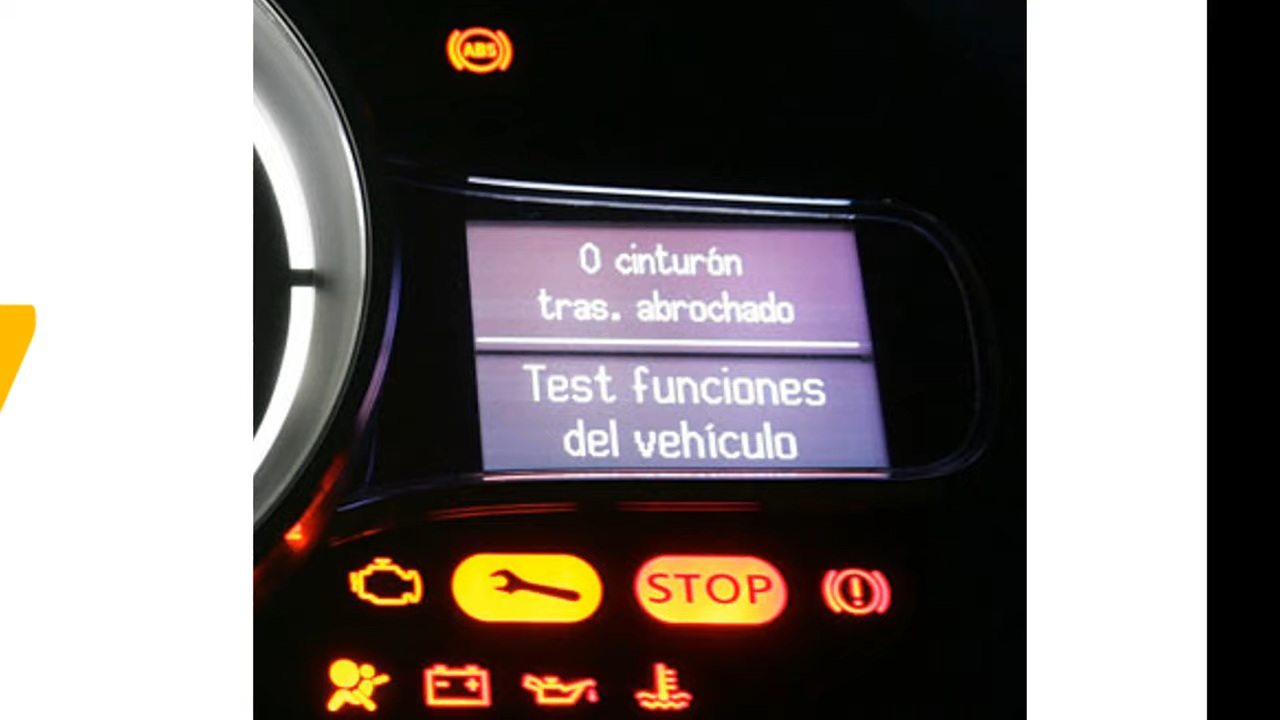 ABS
0 cinturón
tras. abrochado
Test funciones
del vehículo
STOP